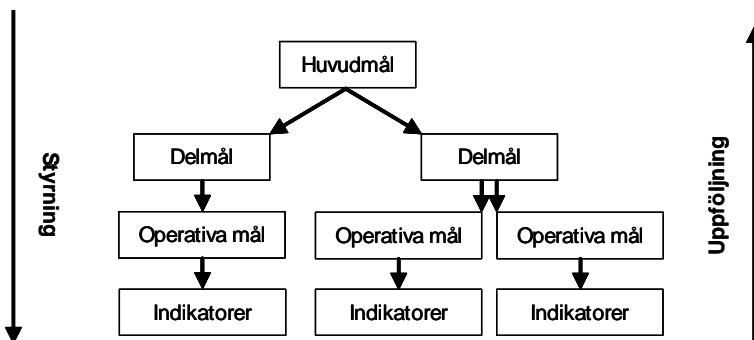 Huvudmål
Delmål
Delmål
Styrning
Uppföljning
Operativa mål
Operativa mål
Operativa mål
Indikatorer
Indikatorer
Indikatorer